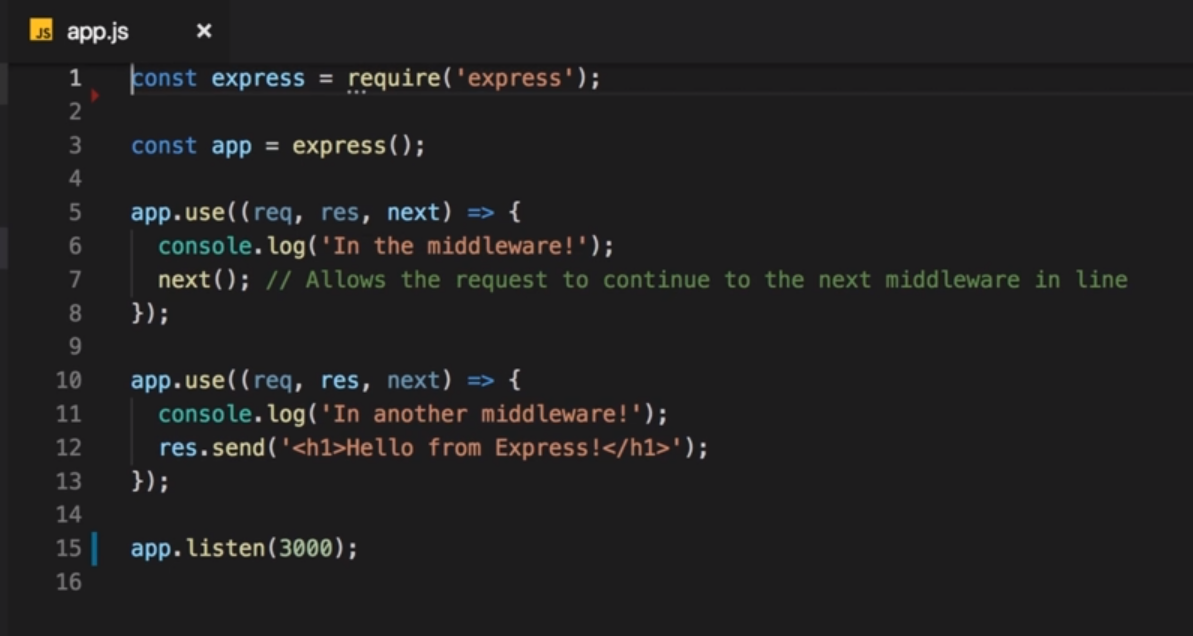 JS app.js ×
1 const express = require('express');
2
3 const app = express();
4
5 app.use((req, res, next) => {
6   console.log('In the middleware!');
7   next(); // Allows the request to continue to the next middleware in line
8 });
9
10 app.use((req, res, next) => {
11   console.log('In another middleware!');
12   res.send('<h1>Hello from Express!</h1>');
13 });
14
15 app.listen(3000);
16